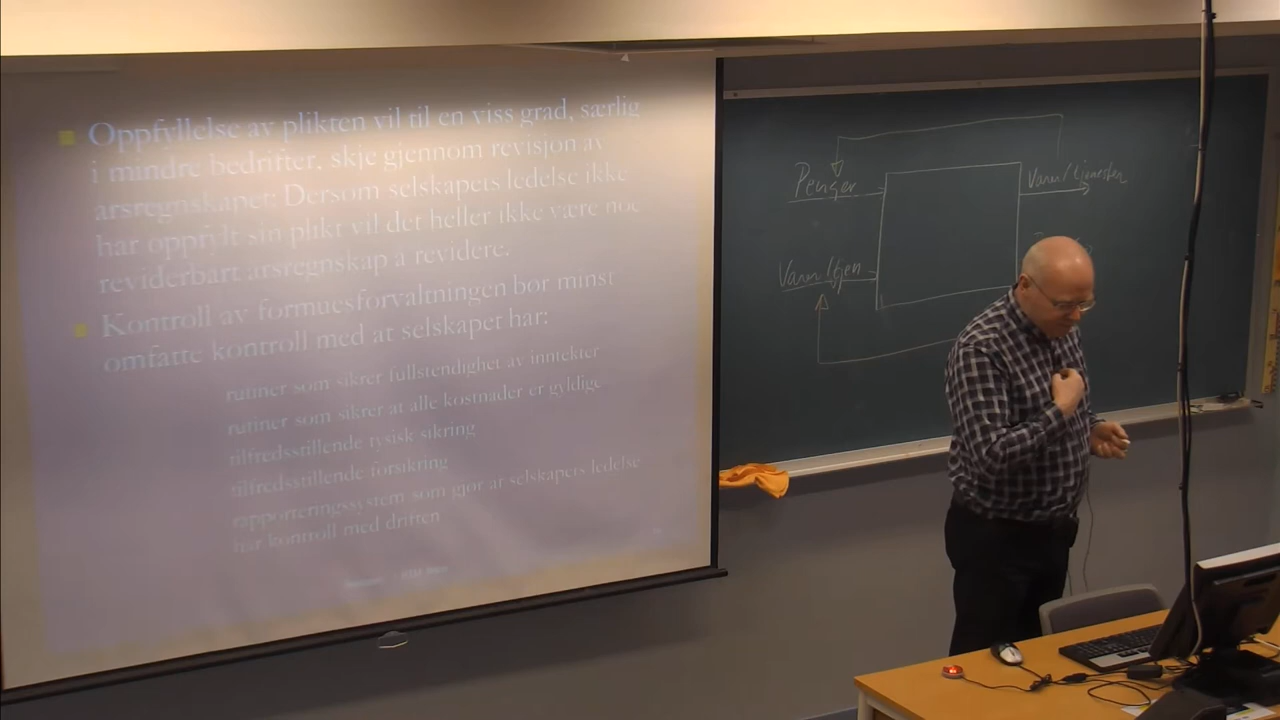 Oppfyllelse av plikten vil til en viss grad, særlig
i mindre bedrifter, skje gjennom revisjon av
årsregnskapet: Dersom selskapets ledelse ikke
har oppfylt sin plikt vil det heller ikke være noe
reviderbart årsregnskap å revidere.
Kontroll av formuesforvaltningen bør minst
omfatte kontroll med at selskapet har:
rutiner som sikrer fullstendighet av inntekter
rutiner som sikrer at alle kostnader er gyldige
tilfredsstillende fysisk sikring
tilfredsstillende forsikring
rapporteringssystem som gjør at selskapets ledelse
har kontroll med driften
Penger
Varer/tjenester
Varer/tjen